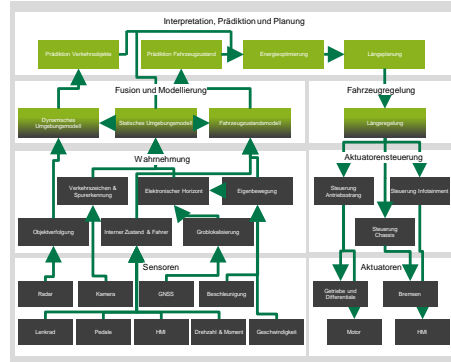 Interpretation, Prädiktion und Planung
Prädiktion Verkehrsobjekte
Prädiktion Fahrzeugzustand
Energieoptimierung
Längsplanung
Fusion und Modellierung
Fahrzeugregelung
Dynamisches
Umgebungsmodell
Statisches Umgebungsmodell
Fahrzeugzustandsmodell
Längsregelung
Wahrnehmung
Aktuatorensteuerung
Verkehrszeichen &
Spurerkennung
Elektronischer Horizont
Eigenbewegung
Steuerung
Antriebsstrang
Steuerung Infotainment
Objektverfolgung
Interner Zustand & Fahrer
Groblokalisierung
Steuerung
Chassis
Sensoren
Aktuatoren
Radar
Kamera
GNSS
Beschleunigung
Getriebe und
Differentiale
Bremsen
Lenkrad
Pedale
HMI
Drehzahl & Moment
Geschwindigkeit
Motor
HMI